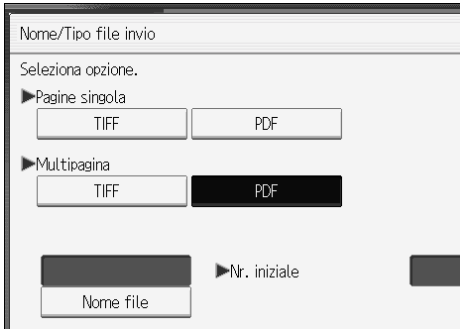 Nome/Tipo file invio
Seleziona opzione.
▶Pagine singola
TIFF PDF
▶Multipagina
TIFF PDF
▶Nr. iniziale
Nome file